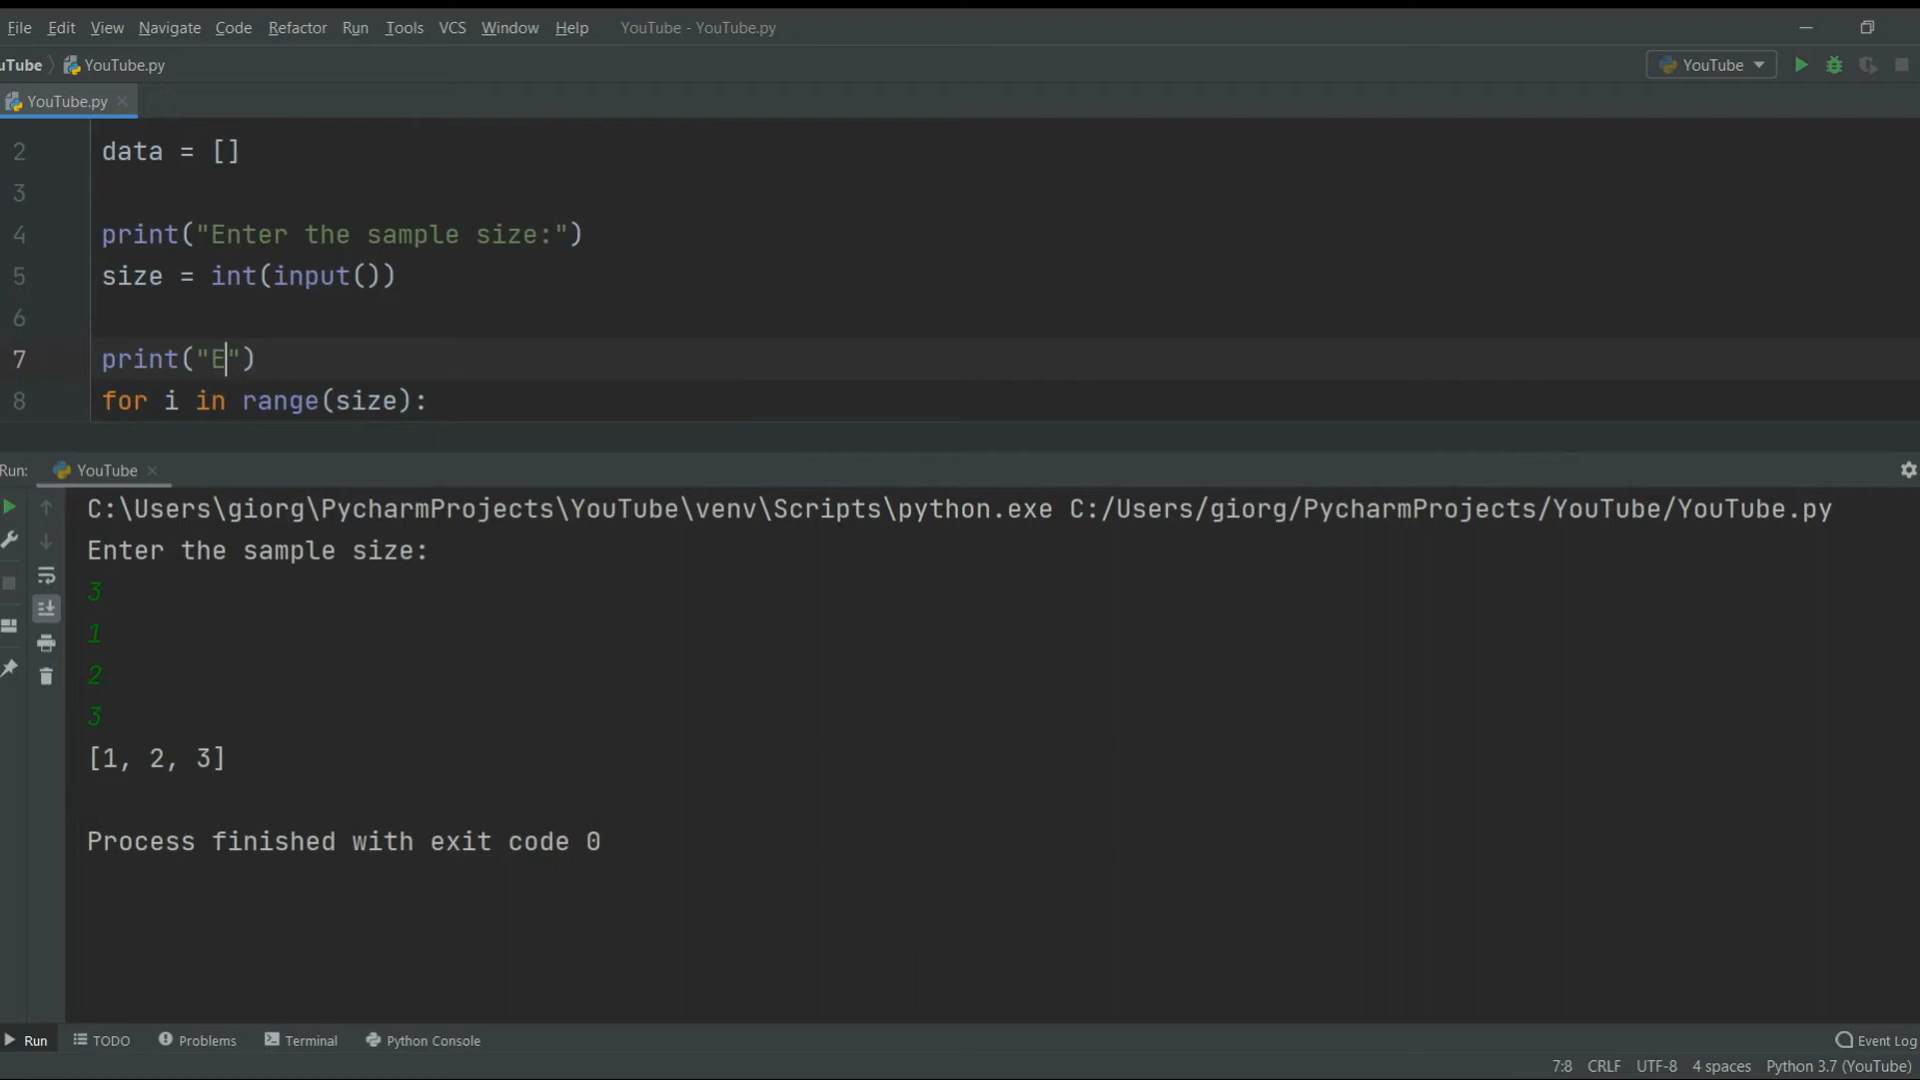 File Edit View Navigate Code Refactor Run Tools VCS Window Help YouTube - YouTube.py
uTube YouTube.py YouTube
YouTube.py
2 data = []
3
4 print("Enter the sample size:")
5 size = int(input())
6
7 print("E")
8 for i in range(size):
Run: YouTube
C:\Users\giorg\PycharmProjects\YouTube\venv\Scripts\python.exe C:/Users/giorg/PycharmProjects/YouTube/YouTube.py
Enter the sample size:
3
1
2
3
[1, 2, 3]
Process finished with exit code 0
Run TODO Problems Terminal Python Console Event Log
7:8 CRLF UTF-8 4 spaces Python 3.7 (YouTube)